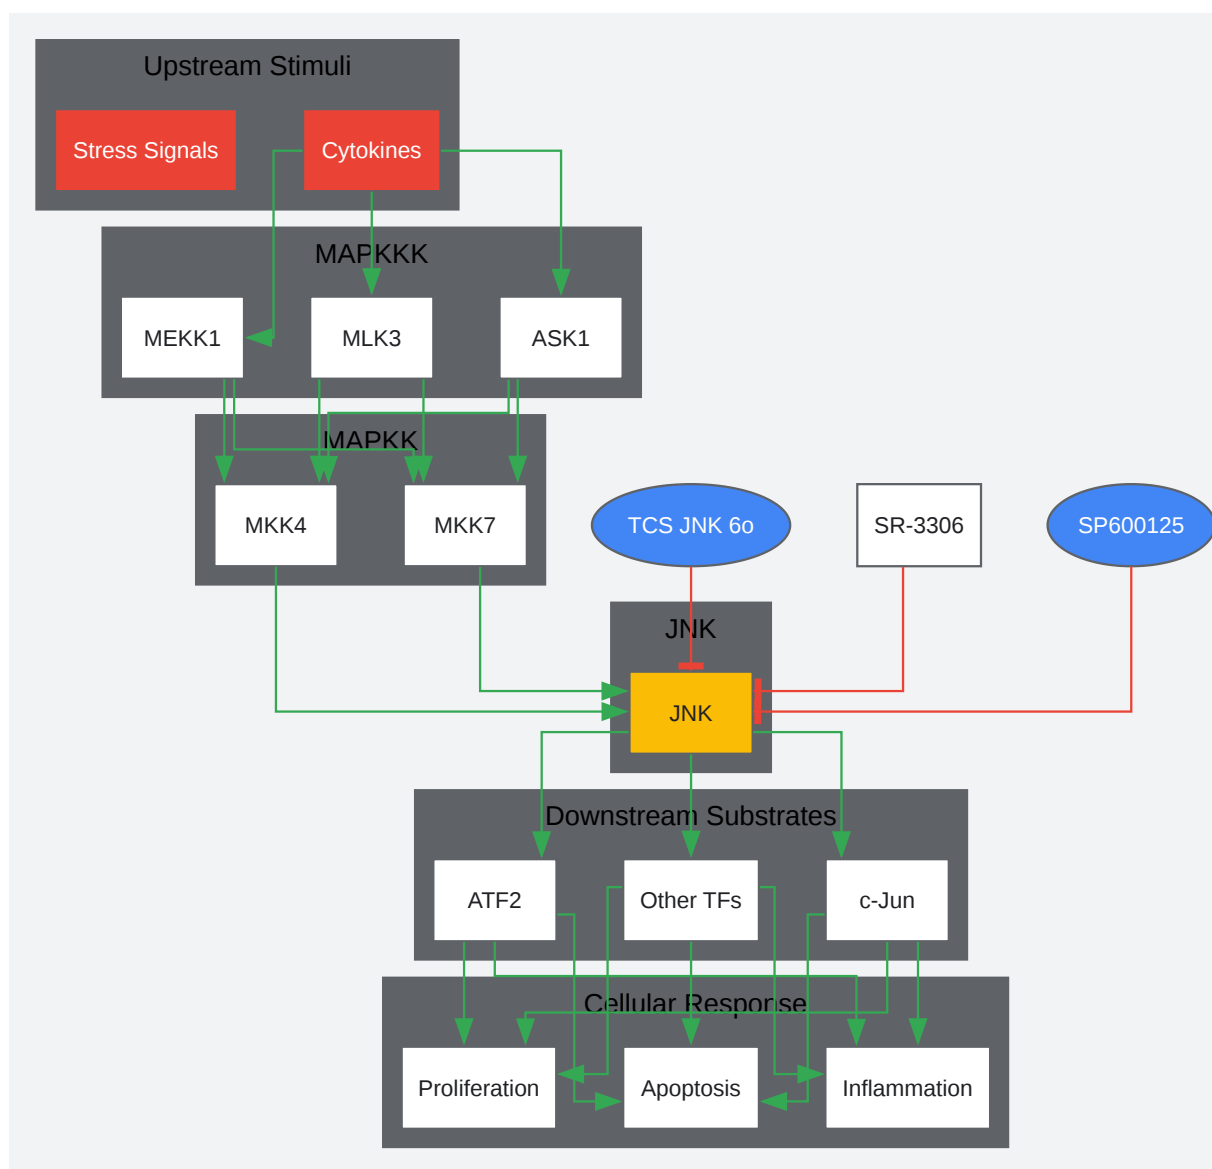 Upstream Stimuli
Stress Signals
Cytokines
MAPKKK
MEKK1
MLK3
ASK1
MAPKK
MKK4
MKK7
TCS JNK 6o
SR-3306
SP600125
JNK
JNK
Downstream Substrates
ATF2
Other TFs
c-Jun
Cellular Response
Proliferation
Apoptosis
Inflammation